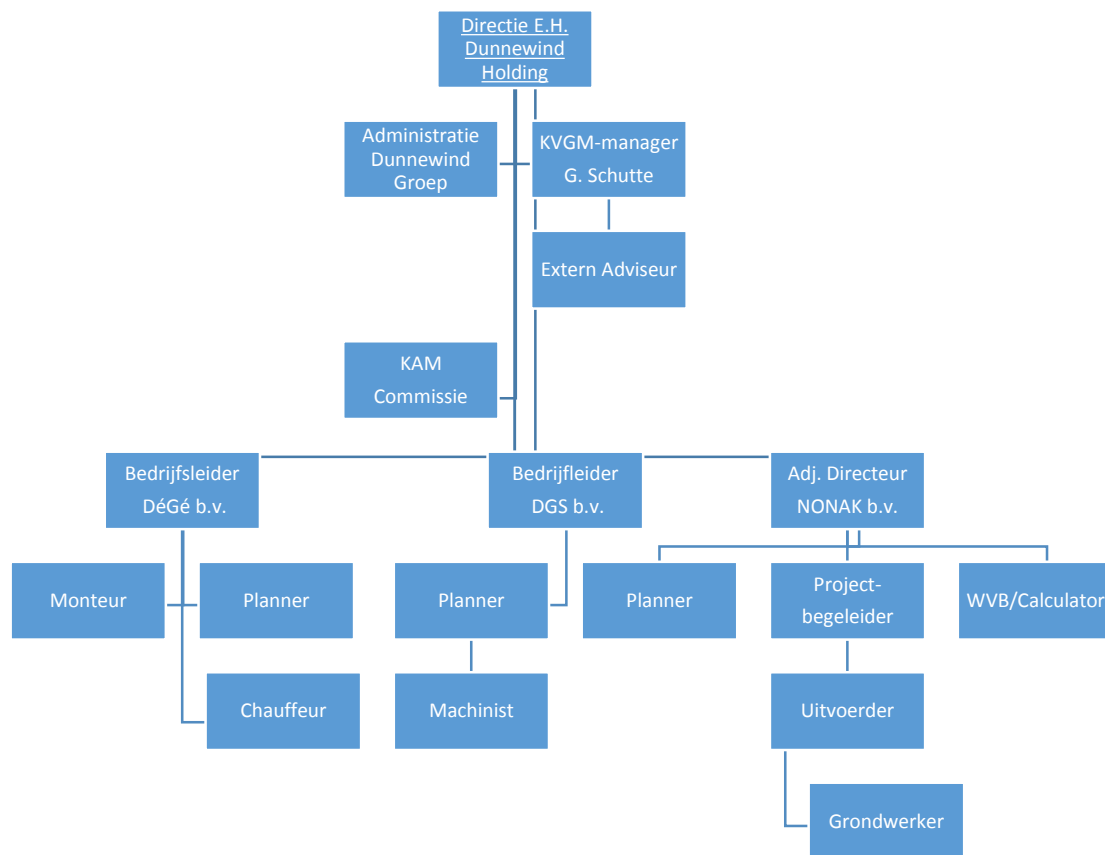 Directie E.H.
Dunnewind
Holding
Administratie
Dunnewind
Groep
KVGM-manager
G. Schutte
Extern Adviseur
KAM
Commissie
Bedrijfsleider
DéGé b.v.
Bedrijfleider
DGS b.v.
Adj. Directeur
NONAK b.v.
Monteur
Planner
Planner
Planner
Project-
begeleider
WVB/Calculator
Chauffeur
Machinist
Uitvoerder
Grondwerker